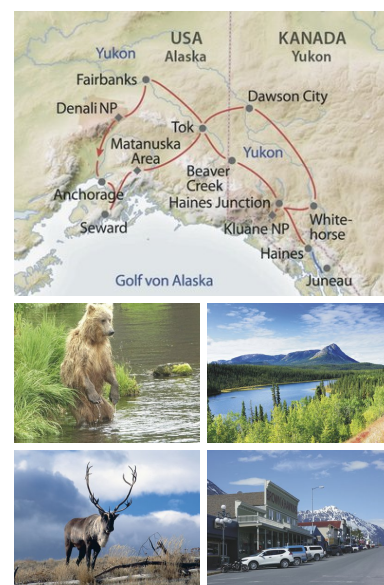 USA
Alaska
KANADA
Yukon
Yukon
Fairbanks
Denali NP
Dawson City
Tok
Matanuska
Area
Yukon
Beaver
Creek
Anchorage
Haines Junction
Seward
Kluane NP
White-
horse
Haines
Golf von Alaska
Juneau